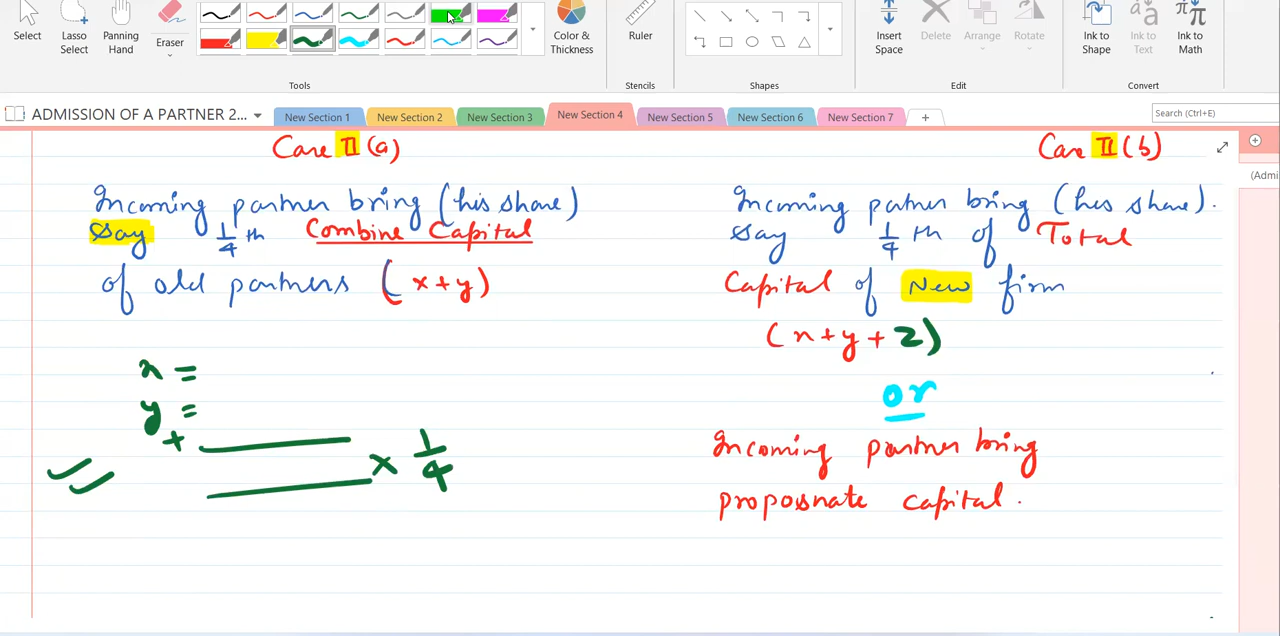 Select
Lasso Select
Panning Hand
Eraser
Color & Thickness
Ruler
Insert Space
Delete
Arrange
Rotate
Ink to Shape
Ink to Text
Ink to Math
Tools
Stencils
Shapes
Edit
Convert
ADMISSION OF A PARTNER 2...
New Section 1
New Section 2
New Section 3
New Section 4
New Section 5
New Section 6
New Section 7
+
Search (Ctrl+E)
(Admi
Case II (a)
Incoming partner bring (his share)
say 1/4 th Combine Capital
of old partners (x+y)
x =
y =
+
x 1/4
Case II (b)
Incoming partner bring (his share).
say 1/4 th of Total
Capital of New firm
(x+y+Z)
or
Incoming partner bring
proposnate capital.